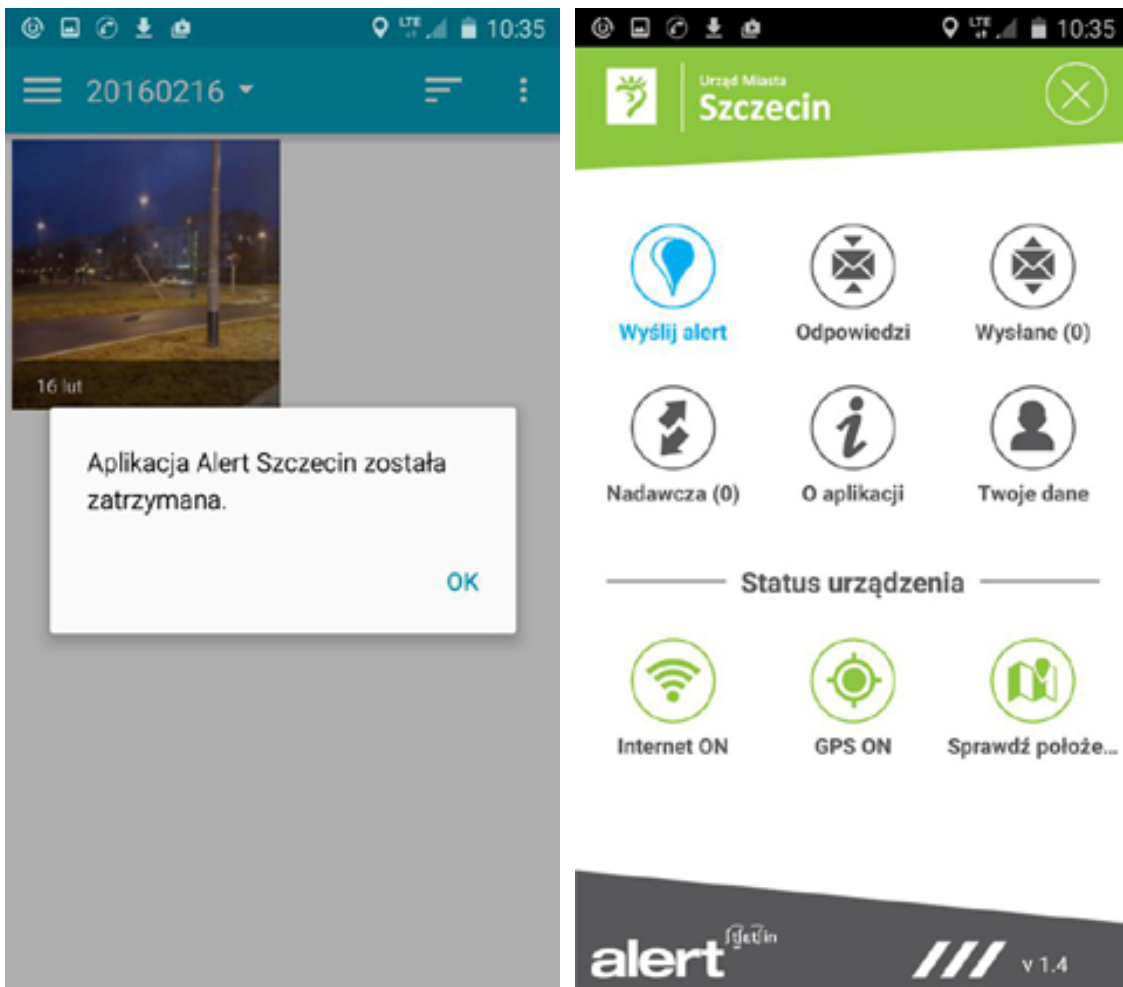 10:35
20160216
16 lut
Aplikacja Alert Szczecin została
zatrzymana.
OK
LTE
10:35
Urząd Miasta
Szczecin
Wyślij alert
Odpowiedzi
Wysłane (0)
Nadawcza (0)
O aplikacji
Twoje dane
Status urządzenia
Internet ON
GPS ON
Sprawdź położe...
alert
v 1.4